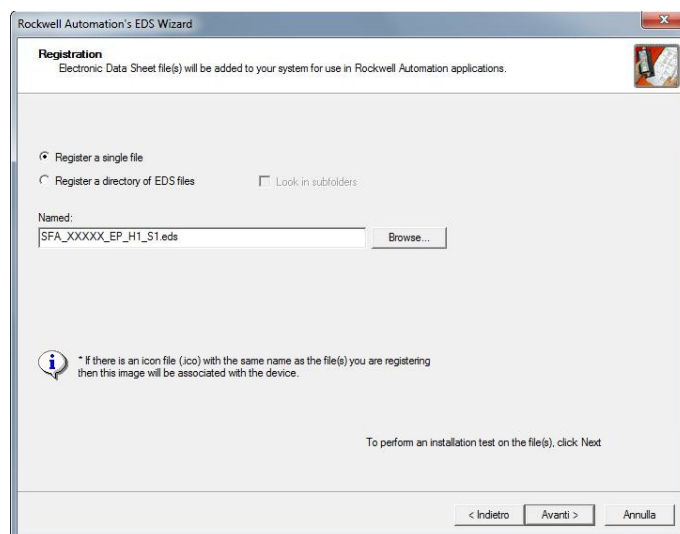 Rockwell Automation's EDS Wizard
Registration
Electronic Data Sheet file(s) will be added to your system for use in Rockwell Automation applications.
Register a single file
Register a directory of EDS files
Look in subfolders
Named:
SFA_XXXXX_EP_H1_S1.eds
Browse...
* If there is an icon file (.ico) with the same name as the file(s) you are registering
then this image will be associated with the device.
To perform an installation test on the file(s), click Next
< Indietro
Avanti >
Annulla